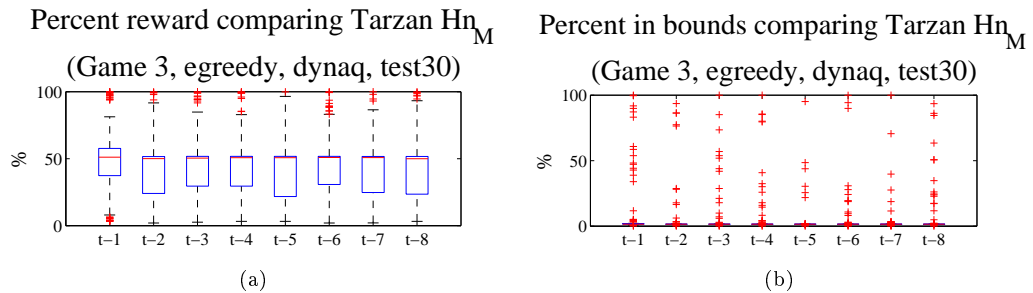 Percent reward comparing Tarzan Hn_M
(Game 3, egreedy, dynaq, test30)
100
50
0
%
t−1 t−2 t−3 t−4 t−5 t−6 t−7 t−8
(a)
Percent in bounds comparing Tarzan Hn_M
(Game 3, egreedy, dynaq, test30)
100
50
0
%
t−1 t−2 t−3 t−4 t−5 t−6 t−7 t−8
(b)